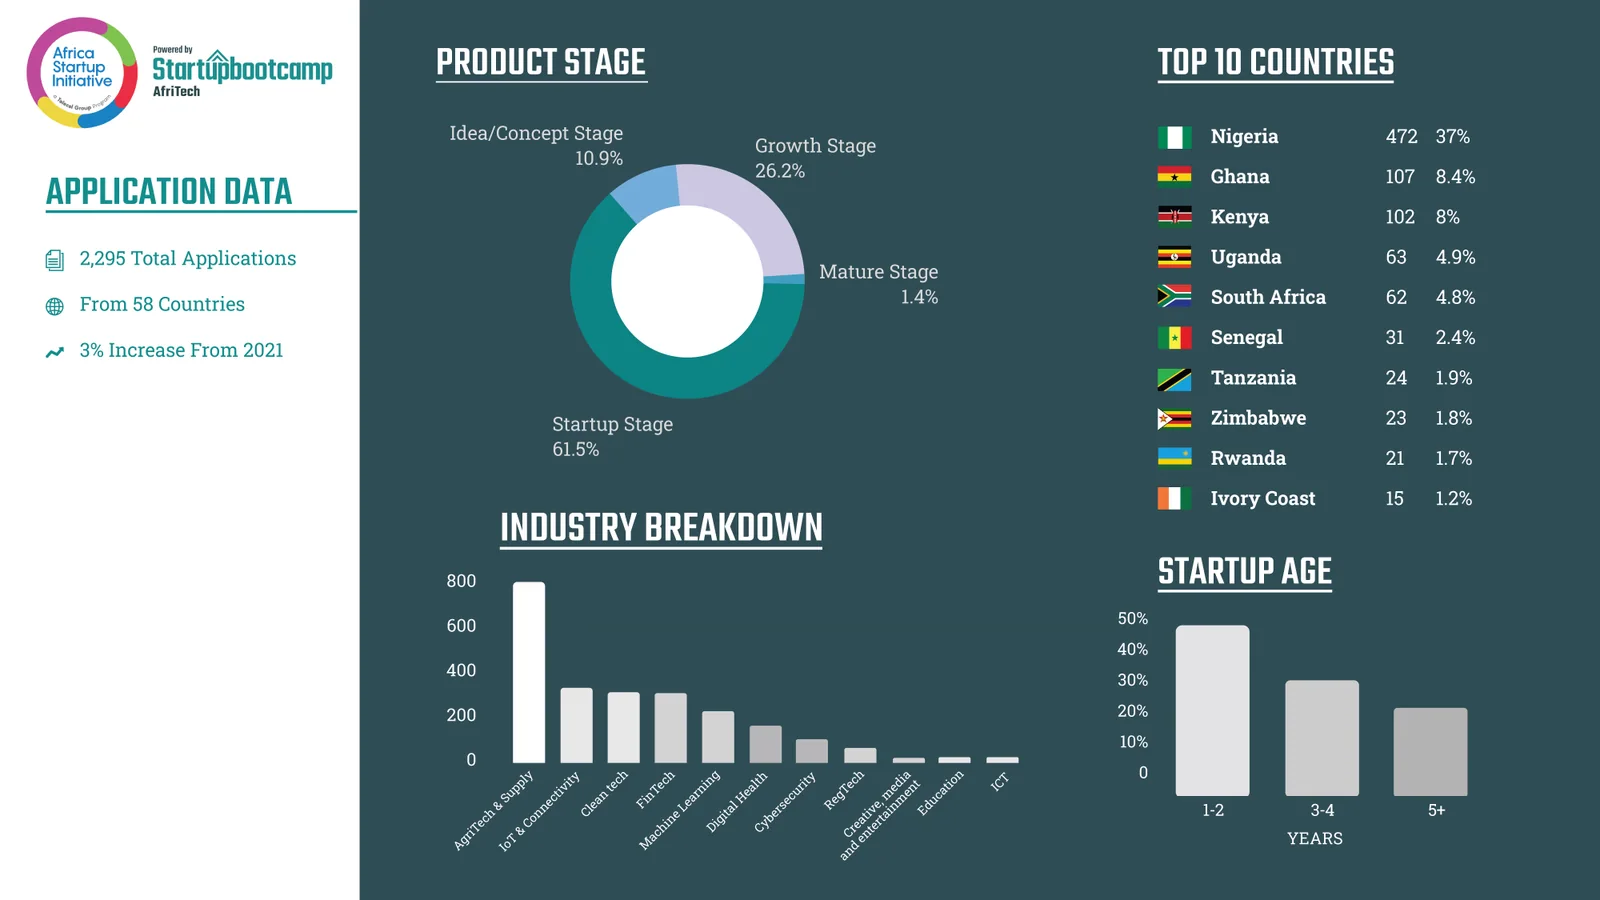 Africa
Startup
Initiative
a Telecel Group Program
Powered by
Startupbootcamp
AfriTech
APPLICATION DATA
2,295 Total Applications
From 58 Countries
3% Increase From 2021
PRODUCT STAGE
Idea/Concept Stage
10.9%
Growth Stage
26.2%
Mature Stage
1.4%
Startup Stage
61.5%
INDUSTRY BREAKDOWN
800
600
400
200
0
AgriTech & Supply
IoT & Connectivity
Clean tech
FinTech
Machine Learning
Digital Health
Cybersecurity
RegTech
Creative, media
and entertainment
Education
ICT
TOP 10 COUNTRIES
Nigeria 472 37%
Ghana 107 8.4%
Kenya 102 8%
Uganda 63 4.9%
South Africa 62 4.8%
Senegal 31 2.4%
Tanzania 24 1.9%
Zimbabwe 23 1.8%
Rwanda 21 1.7%
Ivory Coast 15 1.2%
STARTUP AGE
50%
40%
30%
20%
10%
0
1-2 3-4 5+
YEARS